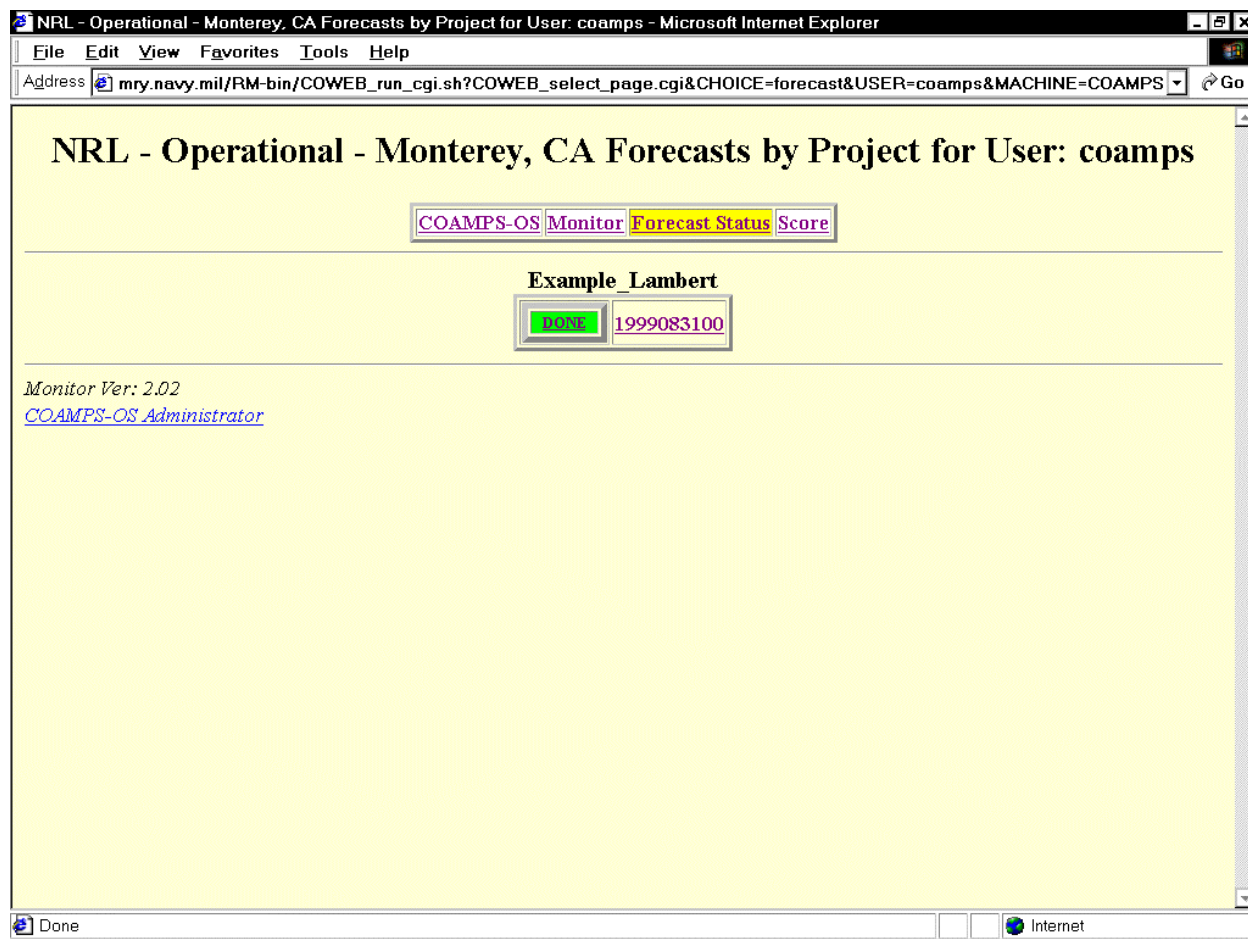 NRL - Operational - Monterey, CA Forecasts by Project for User: coamps - Microsoft Internet Explorer
File Edit View Favorites Tools Help
Address mry.navy.mil/RM-bin/COWEB_run_cgi.sh?COWEB_select_page.cgi&CHOICE=forecast&USER=coamps&MACHINE=COAMPS Go
NRL - Operational - Monterey, CA Forecasts by Project for User: coamps
COAMPS-OS Monitor Forecast Status Score
Example_Lambert
DONE 1999083100
Monitor Ver: 2.02
COAMPS-OS Administrator
Done Internet